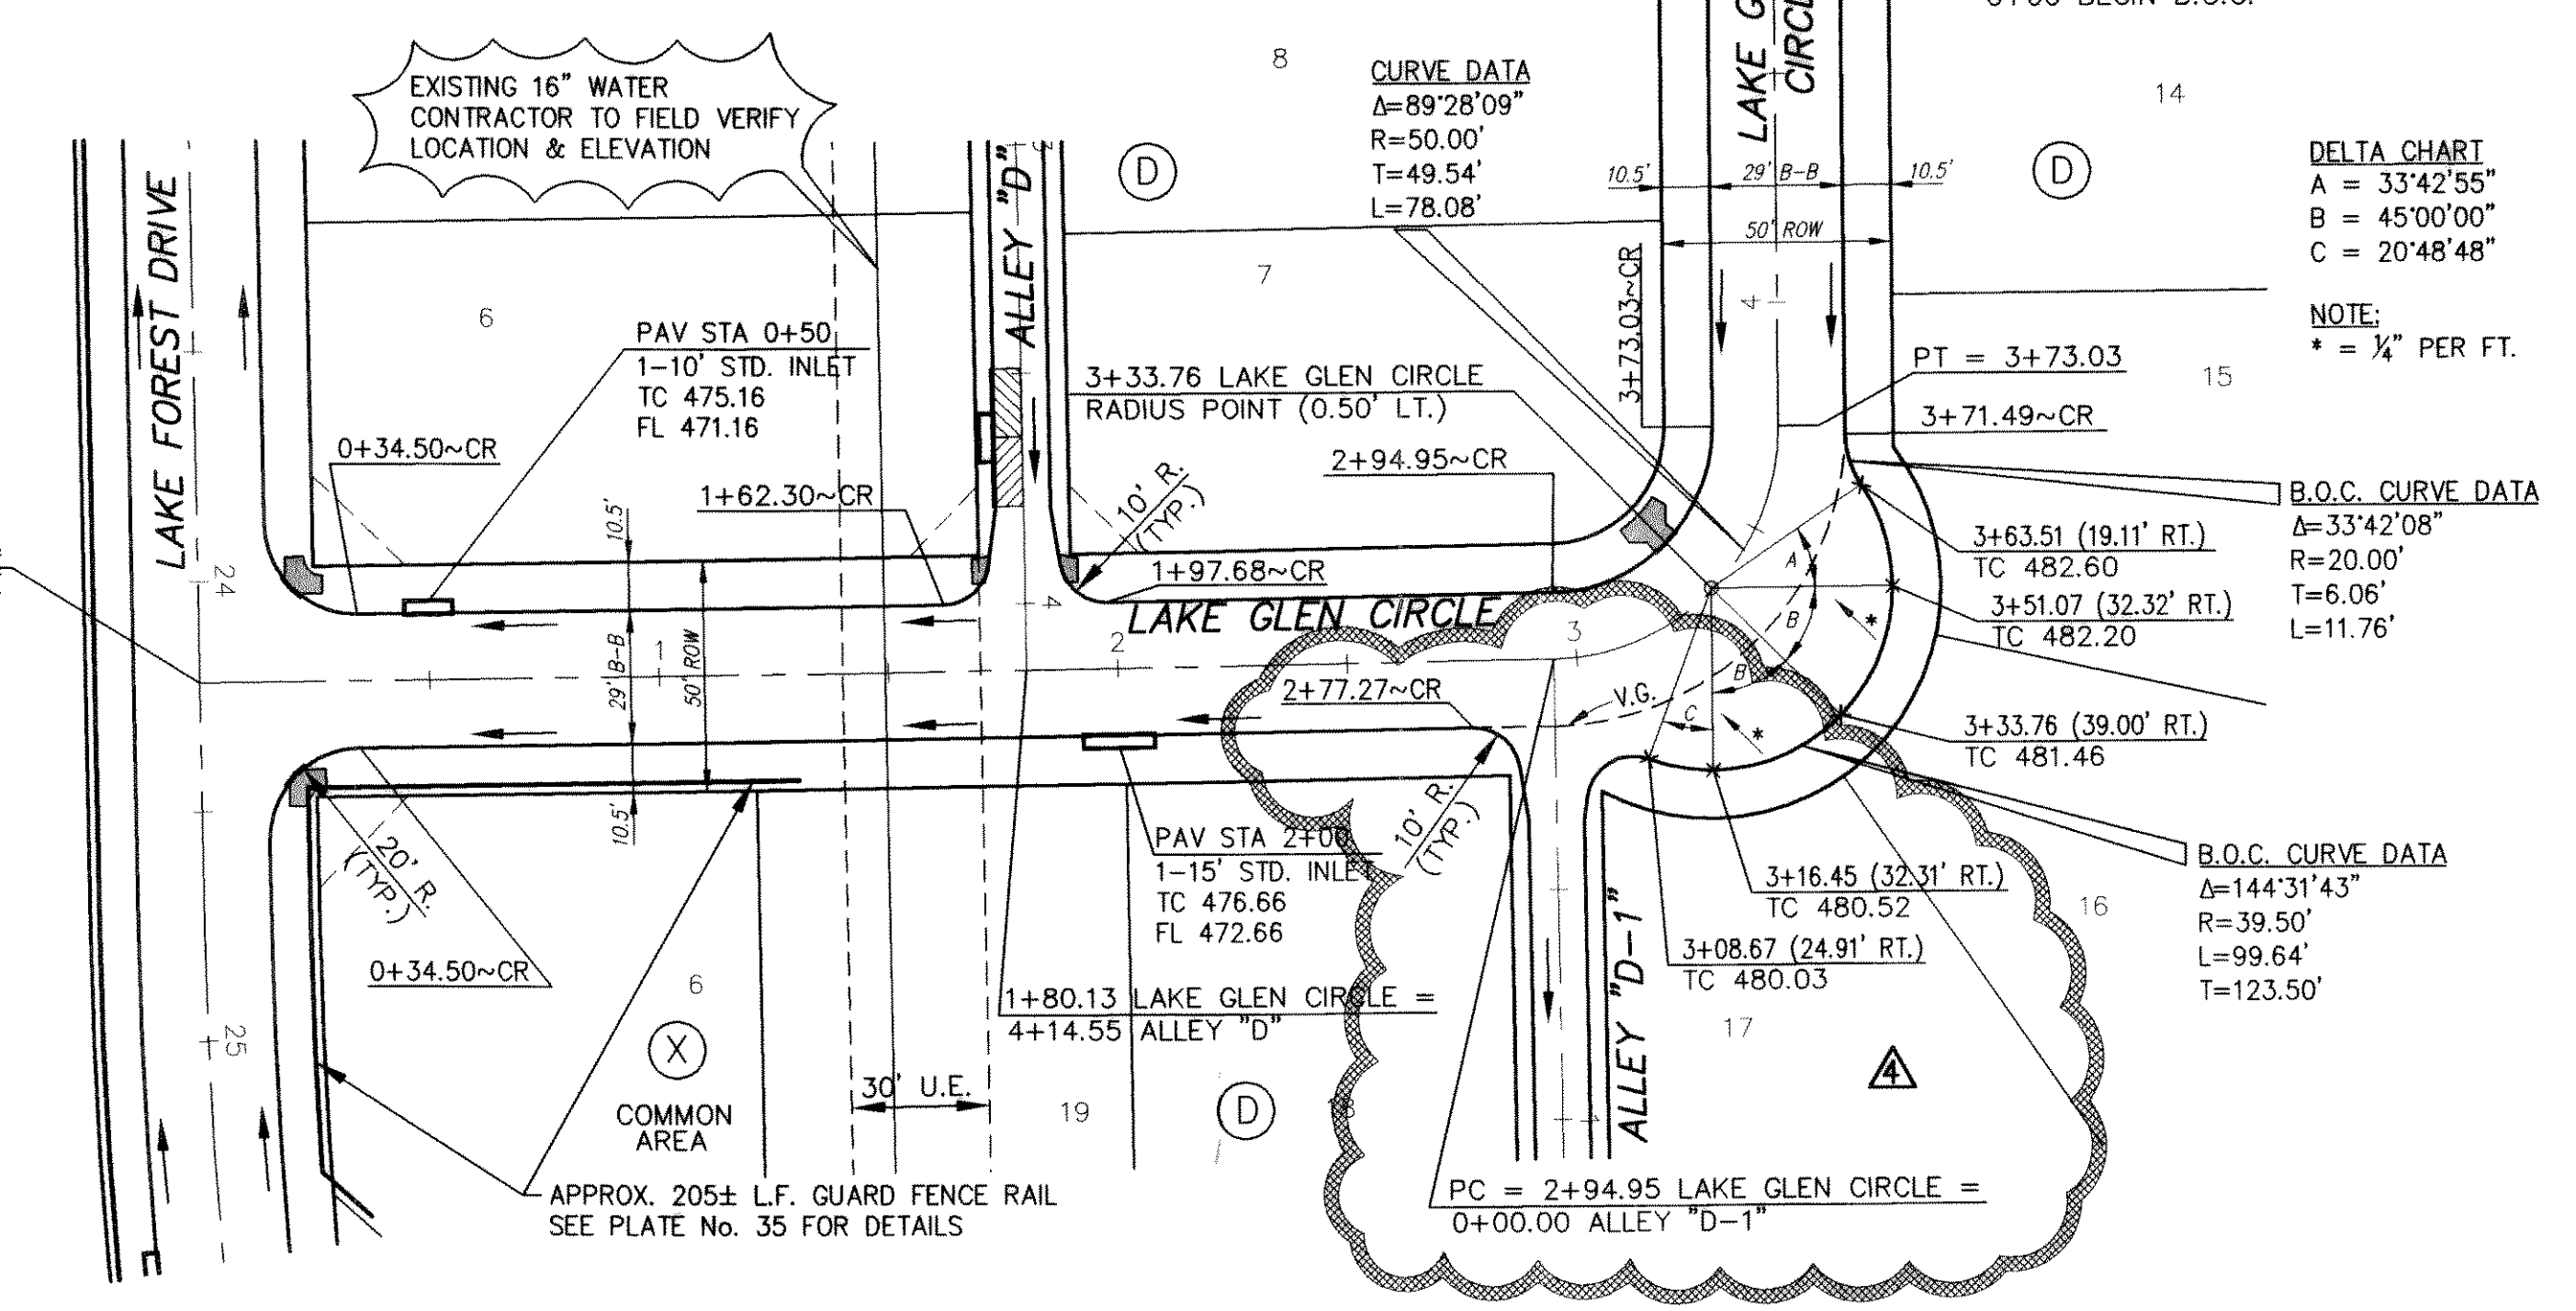 EXISTING 16" WATER
CONTRACTOR TO FIELD VERIFY
LOCATION & ELEVATION
LAKE FOREST DRIVE
24
25
6
PAV STA 0+50
1-10' STD. INLET
TC 475.16
FL 471.16
0+34.50~CR
1+62.30~CR
10.5'
29' B-B
50' ROW
10.5'
1
ALLEY "D"
8
D
7
CURVE DATA
Δ=89°28'09"
R=50.00'
T=49.54'
L=78.08'
3+33.76 LAKE GLEN CIRCLE
RADIUS POINT (0.50' LT.)
2+94.95~CR
10' R.
(TYP.)
1+97.68~CR
LAKE GLEN CIRCLE
4
2
3
LAKE G
CIRCL
10.5'
29' B-B
10.5'
50' ROW
3+73.03~CR
4
14
D
DELTA CHART
A = 33°42'55"
B = 45°00'00"
C = 20°48'48"
NOTE:
* = ¼" PER FT.
PT = 3+73.03
15
3+71.49~CR
B.O.C. CURVE DATA
Δ=33°42'08"
R=20.00'
T=6.06'
L=11.76'
3+63.51 (19.11' RT.)
TC 482.60
3+51.07 (32.32' RT.)
TC 482.20
A
B
*
B
C
*
V.G.
2+77.27~CR
3+33.76 (39.00' RT.)
TC 481.46
10' R.
(TYP.)
B.O.C. CURVE DATA
Δ=144°31'43"
R=39.50'
L=99.64'
T=123.50'
3+16.45 (32.31' RT.)
TC 480.52
16
3+08.67 (24.91' RT.)
TC 480.03
17
4
ALLEY "D-1"
1
PAV STA 2+00
1-15' STD. INLET
TC 476.66
FL 472.66
1+80.13 LAKE GLEN CIRCLE =
4+14.55 ALLEY "D"
20' R.
(TYP.)
0+34.50~CR
6
X
COMMON
AREA
30' U.E.
19
D
18
APPROX. 205± L.F. GUARD FENCE RAIL
SEE PLATE No. 35 FOR DETAILS
PC = 2+94.95 LAKE GLEN CIRCLE =
0+00.00 ALLEY "D-1"